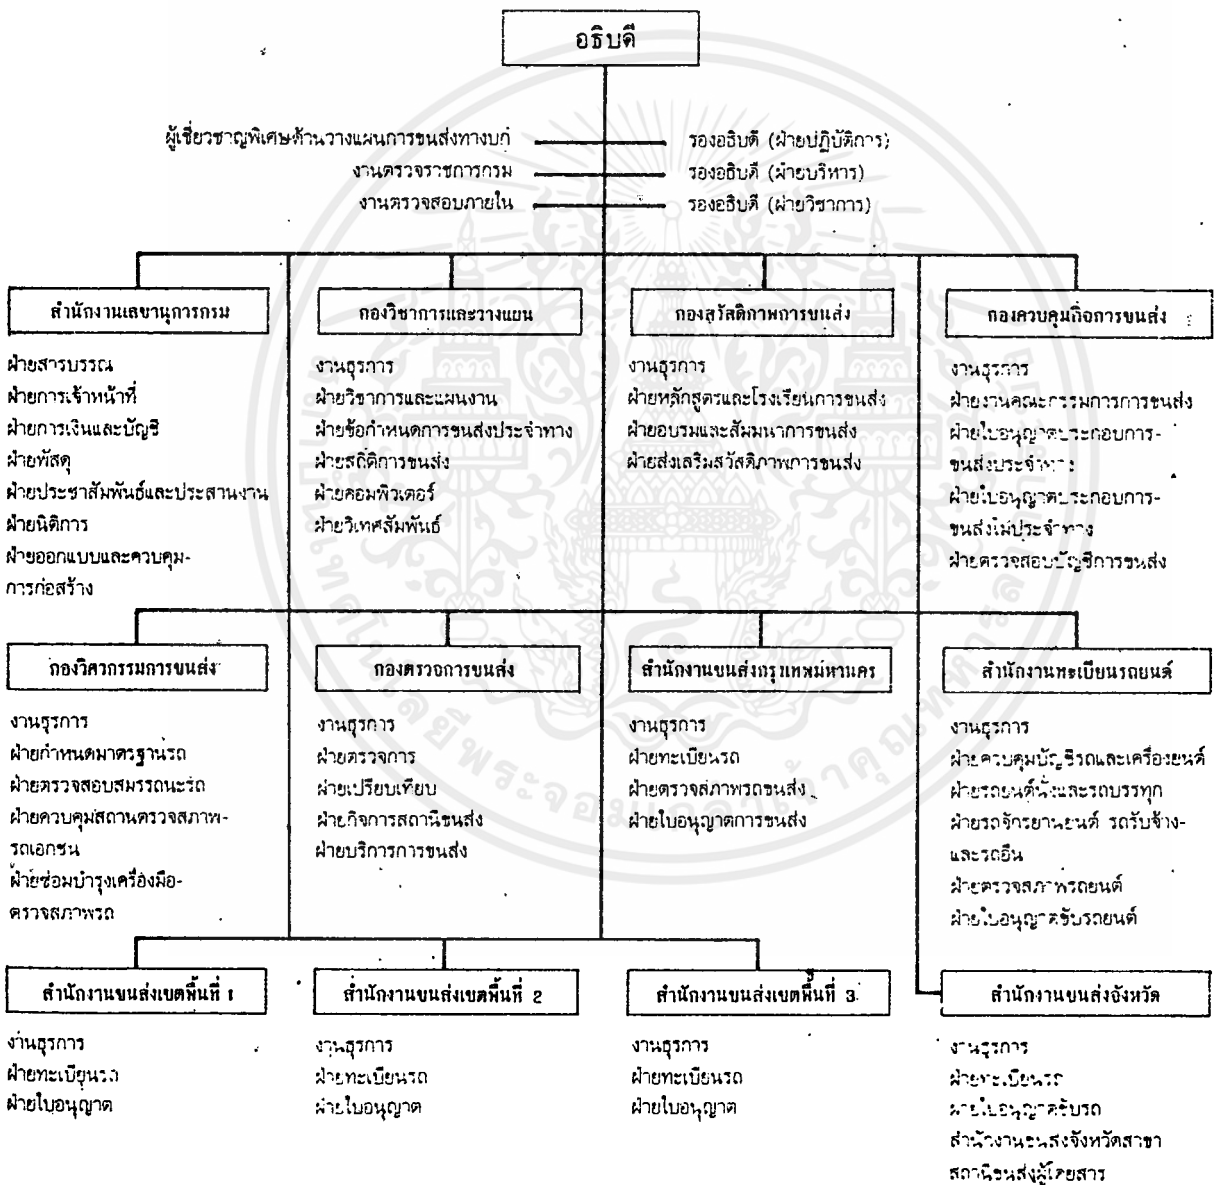 อธิบดี
ผู้เชี่ยวชาญพิเศษด้านวางแผนการขนส่งทางบก
รองอธิบดี (ฝ่ายปฏิบัติการ)
งานตรวจราชการกรม
รองอธิบดี (ฝ่ายบริหาร)
งานตรวจสอบภายใน
รองอธิบดี (ฝ่ายวิชาการ)
สำนักงานเลขานุการกรม
ฝ่ายสารบรรณ
ฝ่ายการเจ้าหน้าที่
ฝ่ายการเงินและบัญชี
ฝ่ายพัสดุ
ฝ่ายประชาสัมพันธ์และประสานงาน
ฝ่ายนิติการ
ฝ่ายออกแบบและควบคุม-
การก่อสร้าง
กองวิชาการและวางแผน
งานธุรการ
ฝ่ายวิชาการและแผนงาน
ฝ่ายข้อกำหนดการขนส่งประจำทาง
ฝ่ายสถิติการขนส่ง
ฝ่ายคอมพิวเตอร์
ฝ่ายวิเทศสัมพันธ์
กองสวัสดิภาพการขนส่ง
งานธุรการ
ฝ่ายหลักสูตรและโรงเรียนการขนส่ง
ฝ่ายอบรมและสัมมนาการขนส่ง
ฝ่ายส่งเสริมสวัสดิภาพการขนส่ง
กองควบคุมกิจการขนส่ง
งานธุรการ
ฝ่ายงานคณะกรรมการการขนส่ง
ฝ่ายใบอนุญาตประกอบการ-
ขนส่งประจำทาง
ฝ่ายใบอนุญาตประกอบการ-
ขนส่งไม่ประจำทาง
ฝ่ายตรวจสอบบัญชีการขนส่ง
กองวิศวกรรมการขนส่ง
งานธุรการ
ฝ่ายกำหนดมาตรฐานรถ
ฝ่ายตรวจสอบสมรรถนะรถ
ฝ่ายควบคุมสถานตรวจสภาพ-
รถเอกชน
ฝ่ายซ่อมบำรุงเครื่องมือ-
ตรวจสภาพรถ
กองตรวจการขนส่ง
งานธุรการ
ฝ่ายตรวจการ
ฝ่ายเปรียบเทียบ
ฝ่ายกิจการสถานีขนส่ง
ฝ่ายบริการการขนส่ง
สำนักงานขนส่งกรุงเทพมหานคร
งานธุรการ
ฝ่ายทะเบียนรถ
ฝ่ายตรวจสภาพรถขนส่ง
ฝ่ายใบอนุญาตการขนส่ง
สำนักงานทะเบียนรถยนต์
งานธุรการ
ฝ่ายควบคุมบัญชีรถและเครื่องยนต์
ฝ่ายรถยนต์นั่งและรถบรรทุก
ฝ่ายรถจักรยานยนต์ รถรับจ้าง-
และรถอื่น
ฝ่ายตรวจสภาพรถยนต์
ฝ่ายใบอนุญาตขับรถยนต์
สำนักงานขนส่งเขตพื้นที่ 1
งานธุรการ
ฝ่ายทะเบียนรถ
ฝ่ายใบอนุญาต
สำนักงานขนส่งเขตพื้นที่ 2
งานธุรการ
ฝ่ายทะเบียนรถ
ฝ่ายใบอนุญาต
สำนักงานขนส่งเขตพื้นที่ 3
งานธุรการ
ฝ่ายทะเบียนรถ
ฝ่ายใบอนุญาต
สำนักงานขนส่งจังหวัด
งานธุรการ
ฝ่ายทะเบียนรถ
ฝ่ายใบอนุญาตขับรถ
สำนักงานขนส่งจังหวัดสาขา
สถานีขนส่งผู้โดยสาร